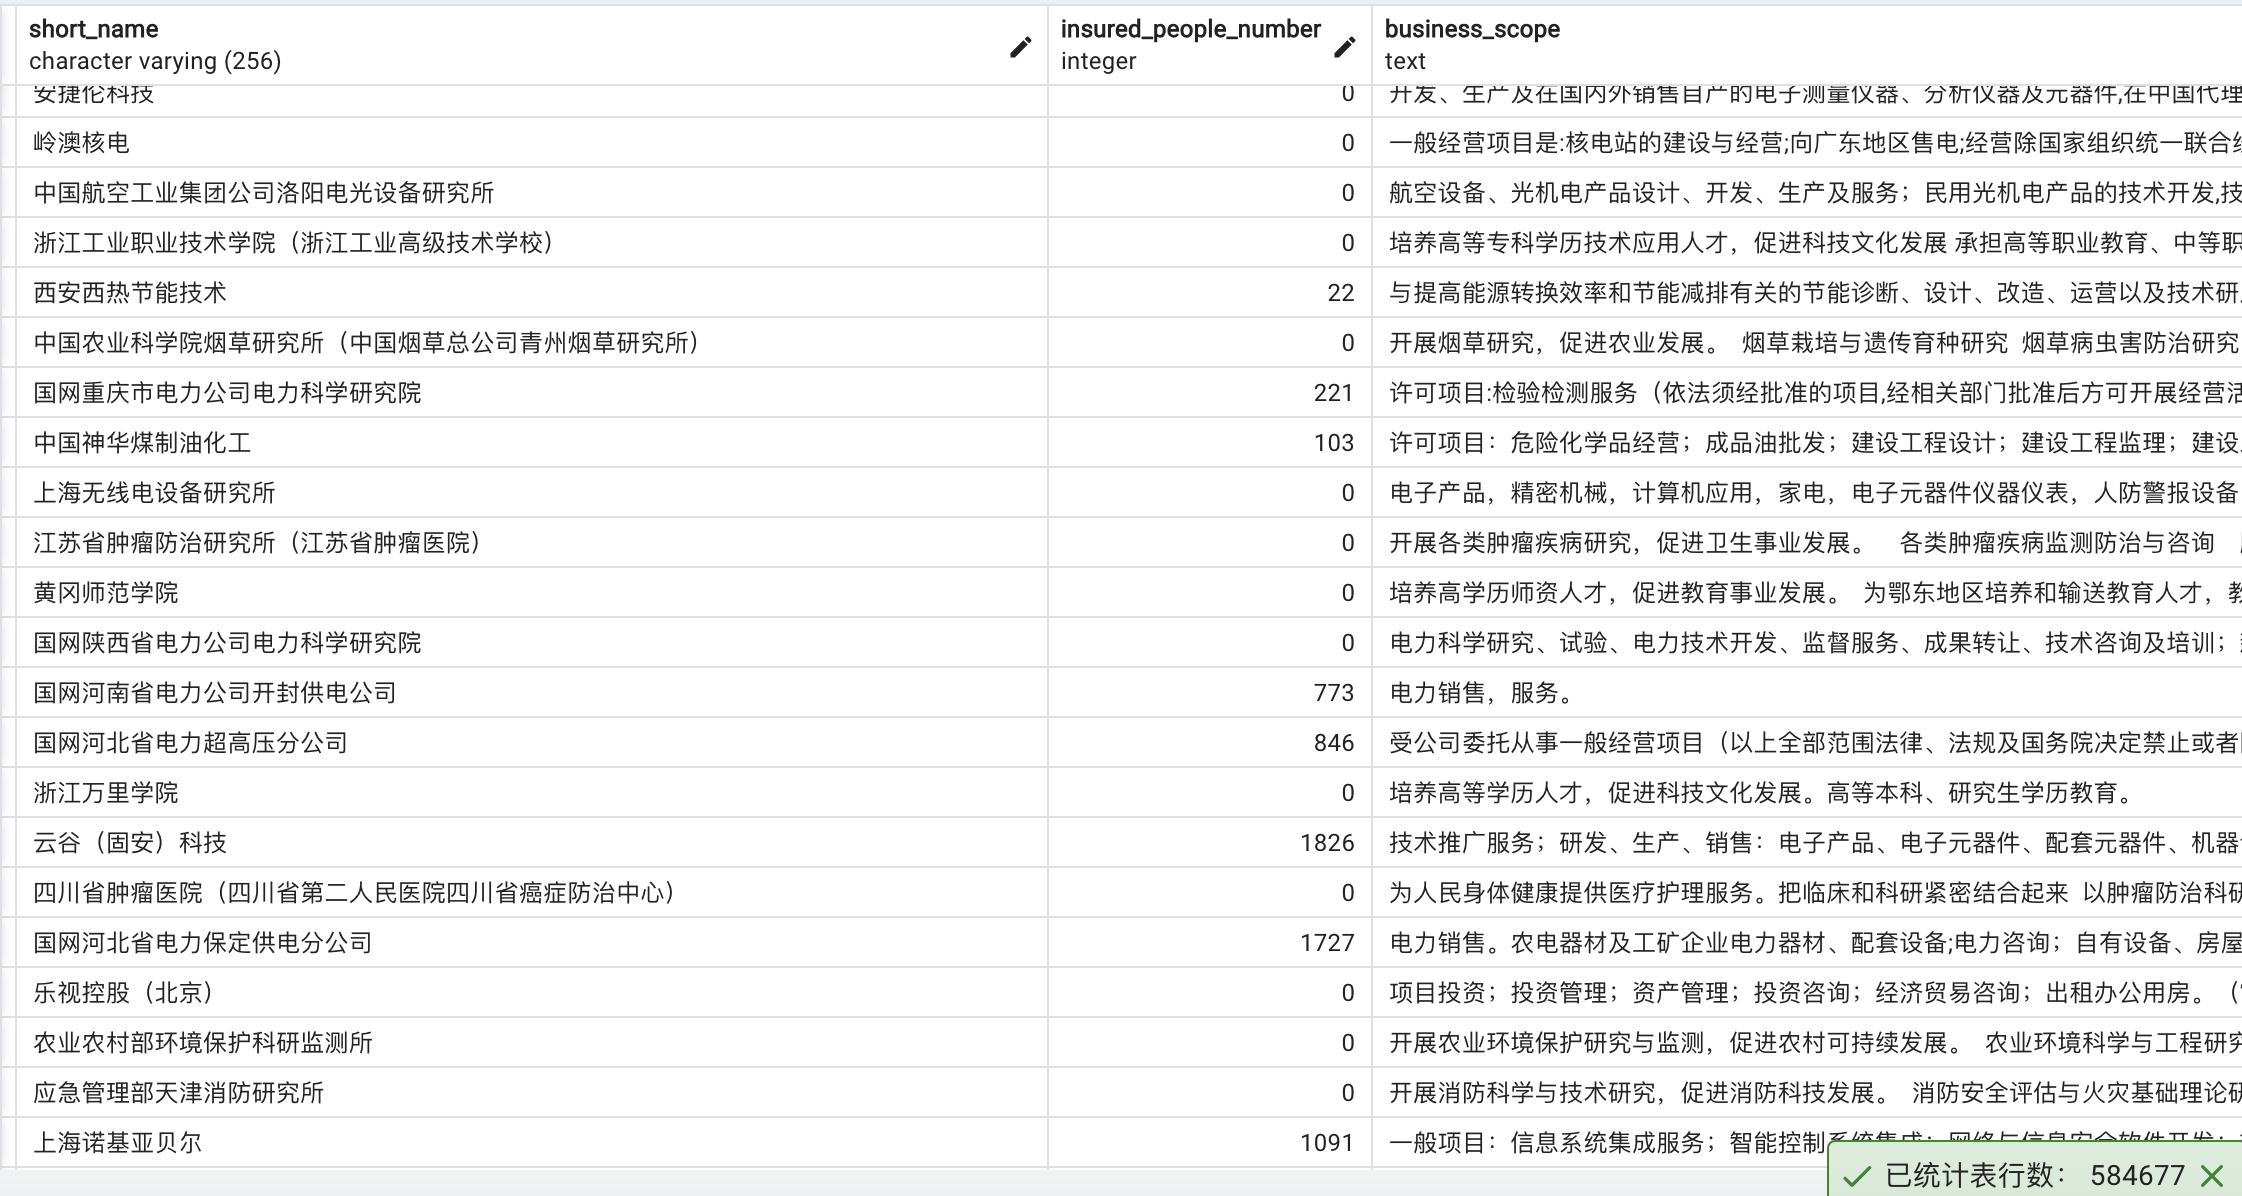 short_name insured_people_number business_scope
character varying (256) integer text
安捷伦科技 0 开发、生产及在国内外销售自产的电子测量仪器、分析仪器及元器件,在中国代理
岭澳核电 0 一般经营项目是:核电站的建设与经营;向广东地区售电;经营除国家组织统一联合
中国航空工业集团公司洛阳电光设备研究所 0 航空设备、光机电产品设计、开发、生产及服务；民用光机电产品的技术开发,技
浙江工业职业技术学院（浙江工业高级技术学校） 0 培养高等专科学历技术应用人才，促进科技文化发展 承担高等职业教育、中等职
西安西热节能技术 22 与提高能源转换效率和节能减排有关的节能诊断、设计、改造、运营以及技术研
中国农业科学院烟草研究所（中国烟草总公司青州烟草研究所） 0 开展烟草研究，促进农业发展。 烟草栽培与遗传育种研究 烟草病虫害防治研究
国网重庆市电力公司电力科学研究院 221 许可项目:检验检测服务（依法须经批准的项目,经相关部门批准后方可开展经营活
中国神华煤制油化工 103 许可项目：危险化学品经营；成品油批发；建设工程设计；建设工程监理；建设
上海无线电设备研究所 0 电子产品，精密机械，计算机应用，家电，电子元器件仪器仪表，人防警报设备
江苏省肿瘤防治研究所（江苏省肿瘤医院） 0 开展各类肿瘤疾病研究，促进卫生事业发展。 各类肿瘤疾病监测防治与咨询
黄冈师范学院 0 培养高学历师资人才，促进教育事业发展。 为鄂东地区培养和输送教育人才，教
国网陕西省电力公司电力科学研究院 0 电力科学研究、试验、电力技术开发、监督服务、成果转让、技术咨询及培训；
国网河南省电力公司开封供电公司 773 电力销售，服务。
国网河北省电力超高压分公司 846 受公司委托从事一般经营项目（以上全部范围法律、法规及国务院决定禁止或者
浙江万里学院 0 培养高等学历人才，促进科技文化发展。高等本科、研究生学历教育。
云谷（固安）科技 1826 技术推广服务；研发、生产、销售：电子产品、电子元器件、配套元器件、机器
四川省肿瘤医院（四川省第二人民医院四川省癌症防治中心） 0 为人民身体健康提供医疗护理服务。把临床和科研紧密结合起来 以肿瘤防治科研
国网河北省电力保定供电分公司 1727 电力销售。农电器材及工矿企业电力器材、配套设备;电力咨询；自有设备、房屋
乐视控股（北京） 0 项目投资；投资管理；资产管理；投资咨询；经济贸易咨询；出租办公用房。（
农业农村部环境保护科研监测所 0 开展农业环境保护研究与监测，促进农村可持续发展。 农业环境科学与工程研究
应急管理部天津消防研究所 0 开展消防科学与技术研究，促进消防科技发展。 消防安全评估与火灾基础理论研
上海诺基亚贝尔 1091 一般项目：信息系统集成服务；智能控制系统集成；网络与信息安全软件开发；
已统计表行数： 584677